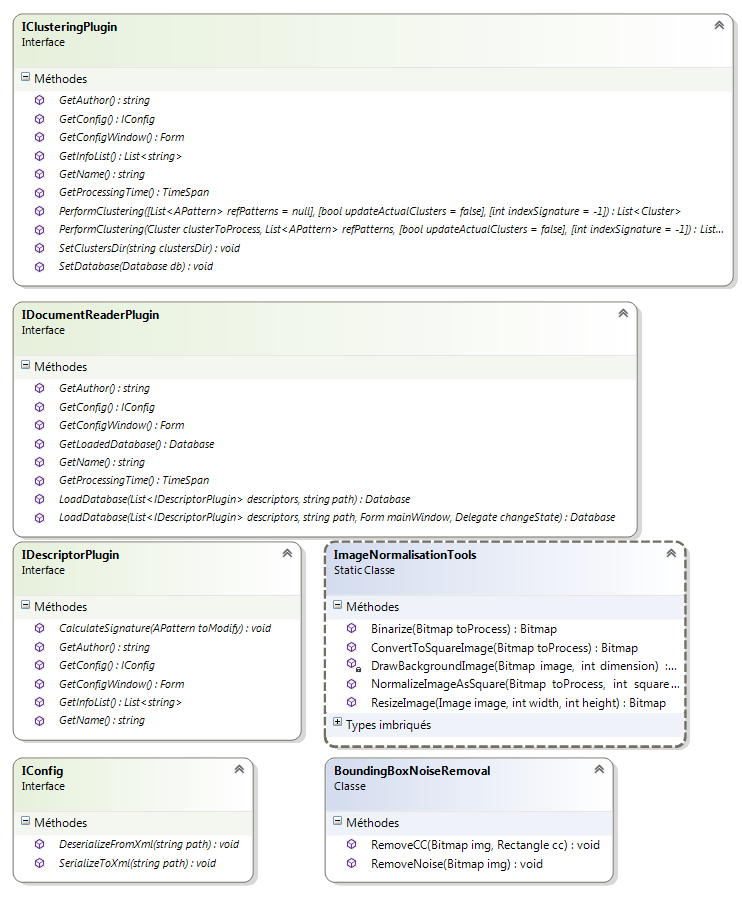 IClusteringPlugin
Interface
Méthodes
GetAuthor() : string
GetConfig() : IConfig
GetConfigWindow() : Form
GetInfoList() : List<string>
GetName() : string
GetProcessingTime() : TimeSpan
PerformClustering([List<APattern> refPatterns = null], [bool updateActualClusters = false], [int indexSignature = -1]) : List<Cluster>
PerformClustering(Cluster clusterToProcess, List<APattern> refPatterns, [bool updateActualClusters = false], [int indexSignature = -1]) : List...
SetClustersDir(string clustersDir) : void
SetDatabase(Database db) : void
IDocumentReaderPlugin
Interface
Méthodes
GetAuthor() : string
GetConfig() : IConfig
GetConfigWindow() : Form
GetLoadedDatabase() : Database
GetName() : string
GetProcessingTime() : TimeSpan
LoadDatabase(List<IDescriptorPlugin> descriptors, string path) : Database
LoadDatabase(List<IDescriptorPlugin> descriptors, string path, Form mainWindow, Delegate changeState) : Database
IDescriptorPlugin
Interface
Méthodes
CalculateSignature(APattern toModify) : void
GetAuthor() : string
GetConfig() : IConfig
GetConfigWindow() : Form
GetInfoList() : List<string>
GetName() : string
ImageNormalisationTools
Static Classe
Méthodes
Binarize(Bitmap toProcess) : Bitmap
ConvertToSquareImage(Bitmap toProcess) : Bitmap
DrawBackgroundImage(Bitmap image, int dimension) :...
NormalizeImageAsSquare(Bitmap toProcess, int square...
ResizeImage(Image image, int width, int height) : Bitmap
Types imbriqués
IConfig
Interface
Méthodes
DeserializeFromXml(string path) : void
SerializeToXml(string path) : void
BoundingBoxNoiseRemoval
Classe
Méthodes
RemoveCC(Bitmap img, Rectangle cc) : void
RemoveNoise(Bitmap img) : void